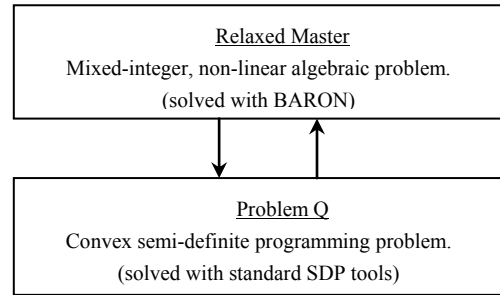 Relaxed Master
Mixed-integer, non-linear algebraic problem.
(solved with BARON)
Problem Q
Convex semi-definite programming problem.
(solved with standard SDP tools)